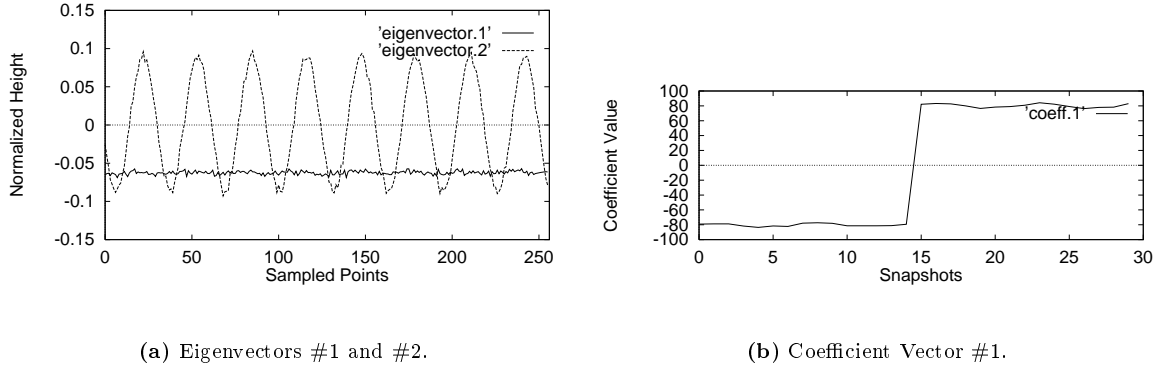 0.15
0.1
0.05
0
-0.05
-0.1
-0.15
Normalized Height
'eigenvector.1'
'eigenvector.2'
0 50 100 150 200 250
Sampled Points
(a) Eigenvectors #1 and #2.
100
80
60
40
20
0
-20
-40
-60
-80
-100
Coefficient Value
'coeff.1'
0 5 10 15 20 25 30
Snapshots
(b) Coefficient Vector #1.